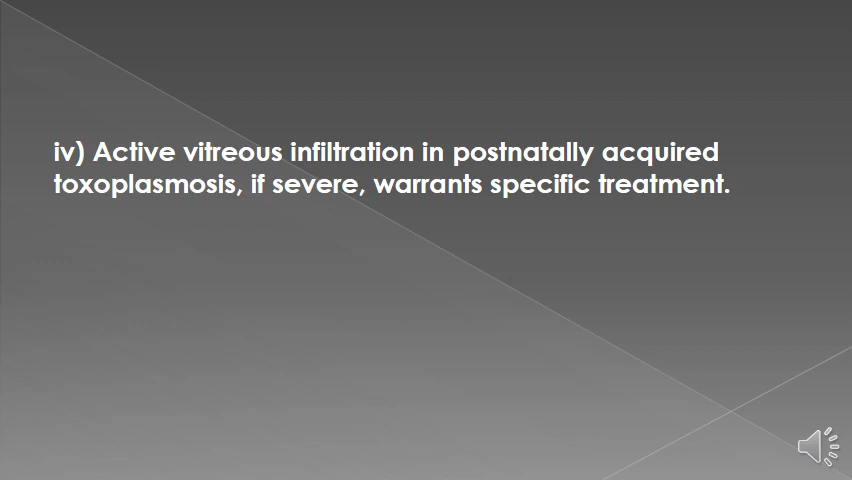 iv) Active vitreous infiltration in postnatally acquired
toxoplasmosis, if severe, warrants specific treatment.